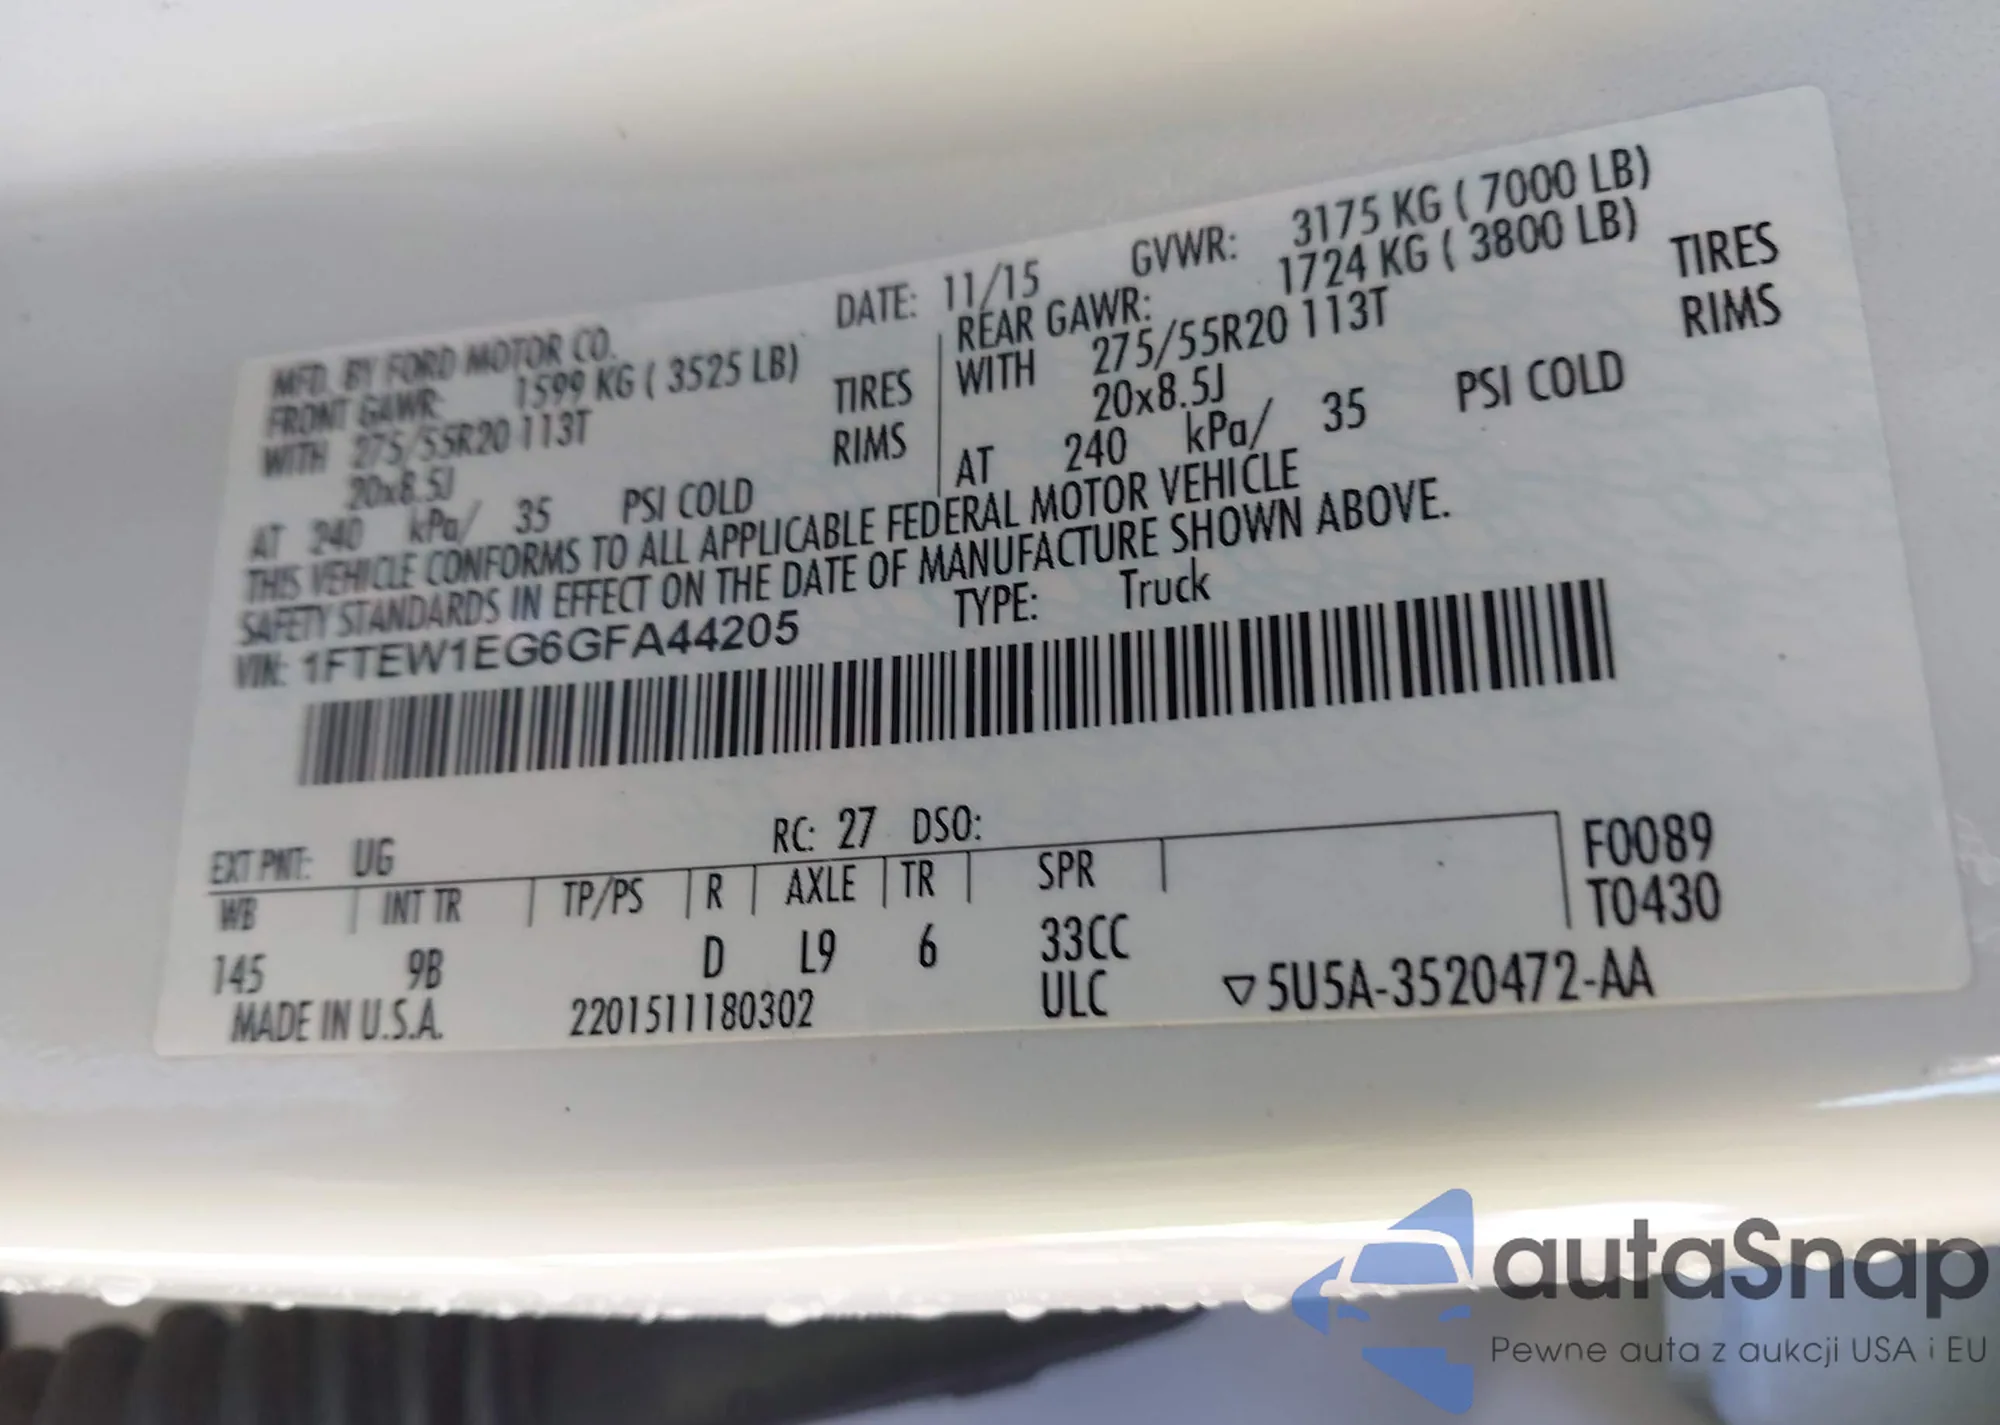 MFD. BY FORD MOTOR CO. DATE: 11/15 GVWR: 3175 KG ( 7000 LB)
FRONT GAWR: 1599 KG ( 3525 LB) REAR GAWR: 1724 KG ( 3800 LB)
WITH 275/55R20 113T TIRES WITH 275/55R20 113T TIRES
20x8.5J RIMS 20x8.5J RIMS
AT 240 kPa/ 35 PSI COLD AT 240 kPa/ 35 PSI COLD
THIS VEHICLE CONFORMS TO ALL APPLICABLE FEDERAL MOTOR VEHICLE
SAFETY STANDARDS IN EFFECT ON THE DATE OF MANUFACTURE SHOWN ABOVE.
VIN: 1FTEW1EG6GFA44205 TYPE: Truck
EXT PNT: UG RC: 27 DSO: F0089
WB INT TR TP/PS R AXLE TR SPR T0430
145 9B D L9 6 33CC
MADE IN U.S.A. 2201511180302 ULC ▽5U5A-3520472-AA
autaSnap
Pewne auta z aukcji USA i EU